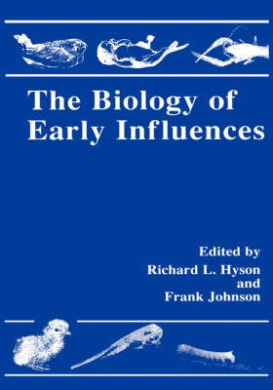 The Biology of
Early Influences
Edited by
Richard L. Hyson
and
Frank Johnson